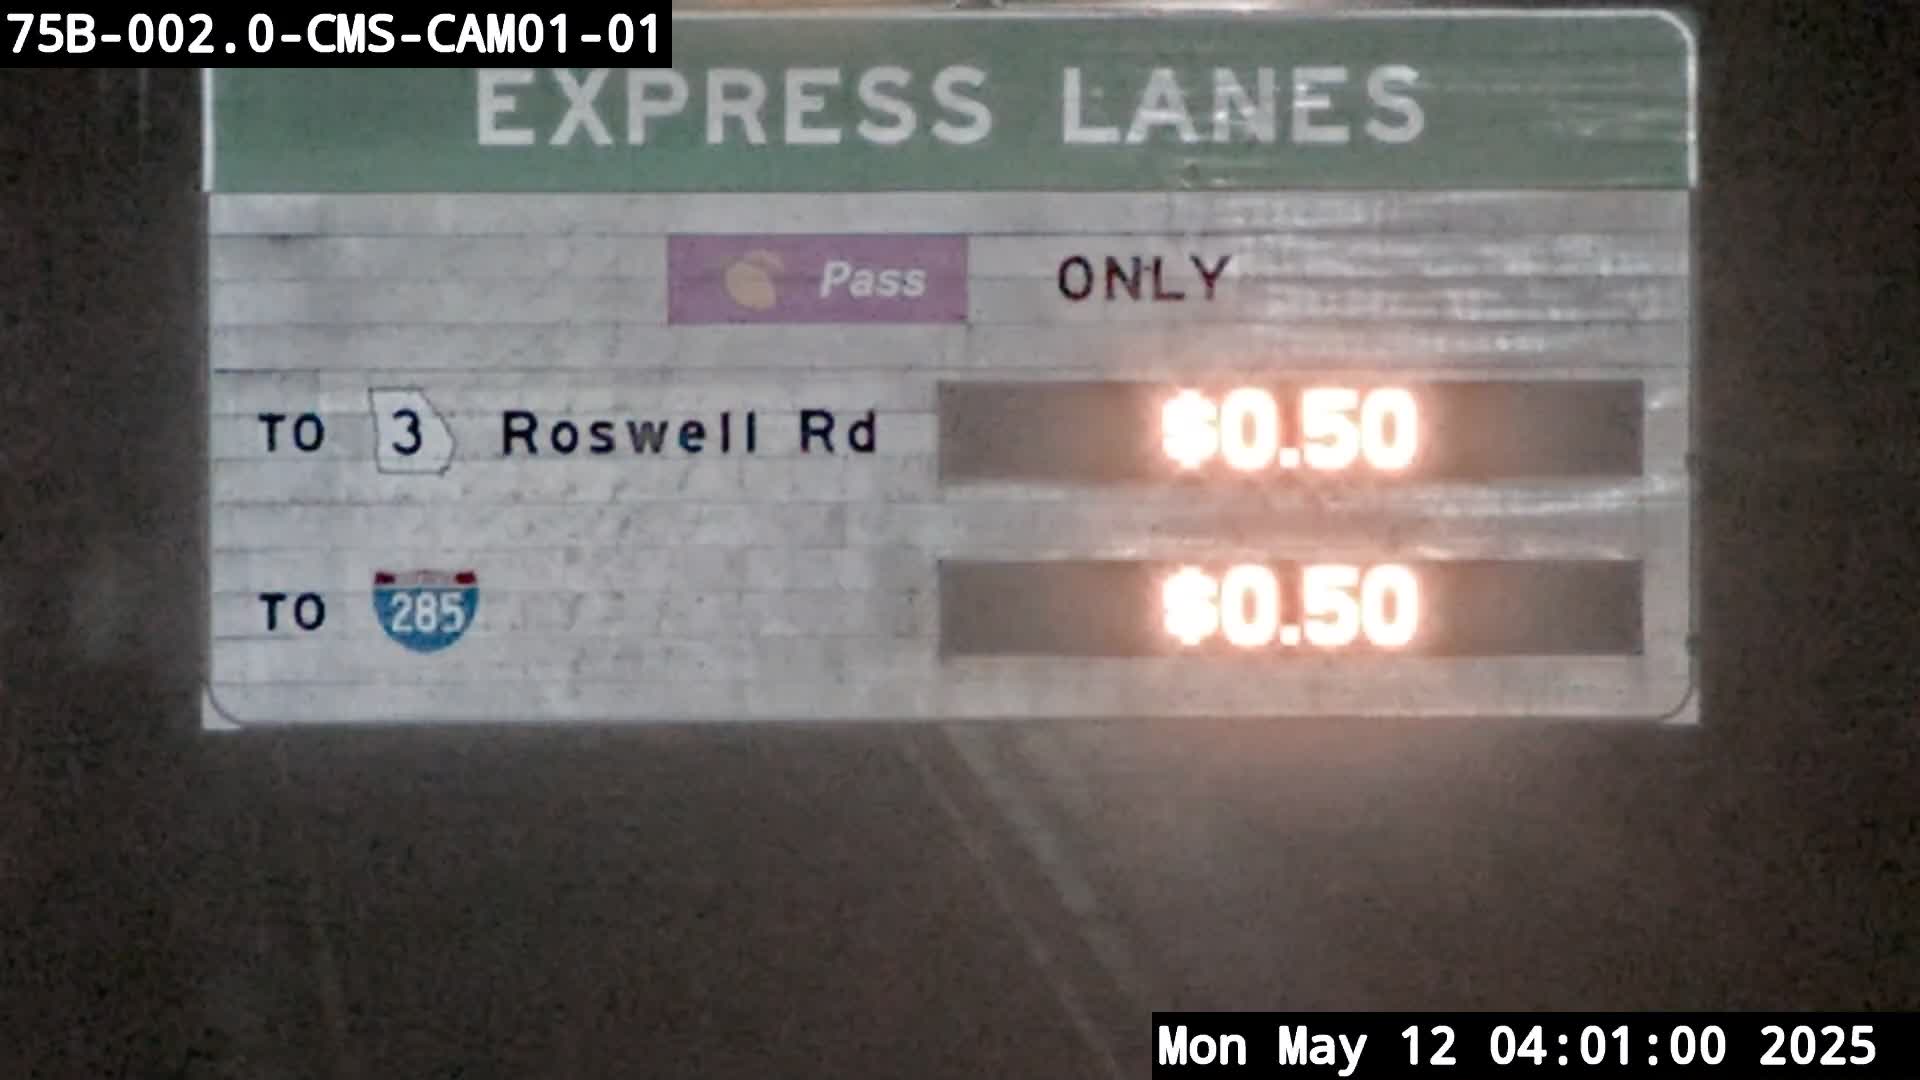 75B-002.0-CMS-CAM01-01
EXPRESS LANES
Pass ONLY
TO 3 Roswell Rd $0.50
TO 285 $0.50
Mon May 12 04:01:00 2025